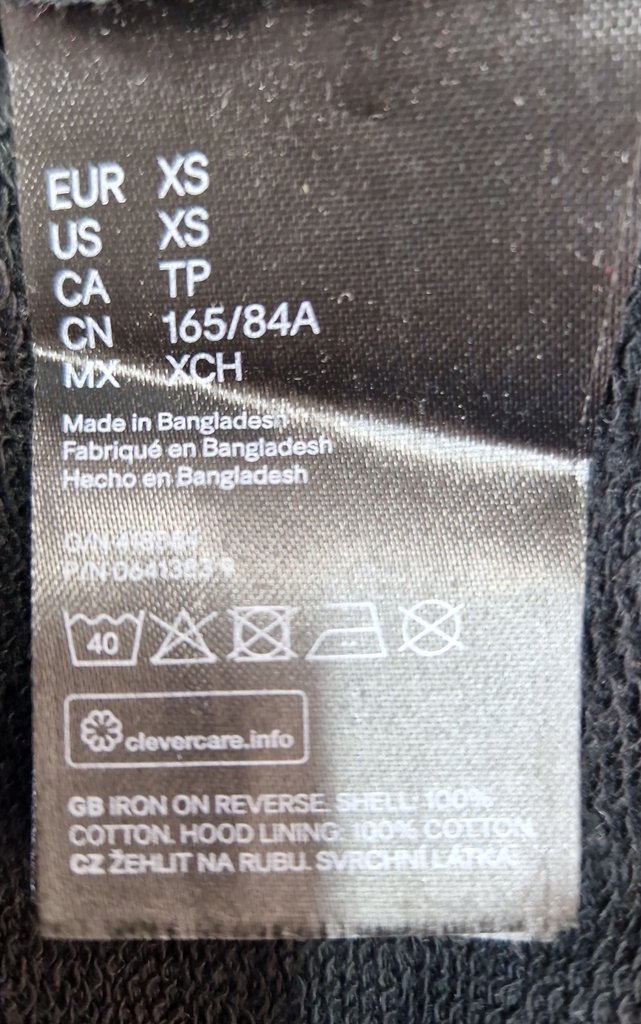 EUR XS
US XS
CA TP
CN 165/84A
MX XCH
Made in Bangladesh
Fabriqué en Bangladesh
Hecho en Bangladesh
G/N
P/N
40
clevercare.info
GB IRON ON REVERSE. SHELL: 100%
COTTON. HOOD LINING: 100% COTTON.
CZ ŽEHLIT NA RUBU. SVRCHNÍ LÁTKA: